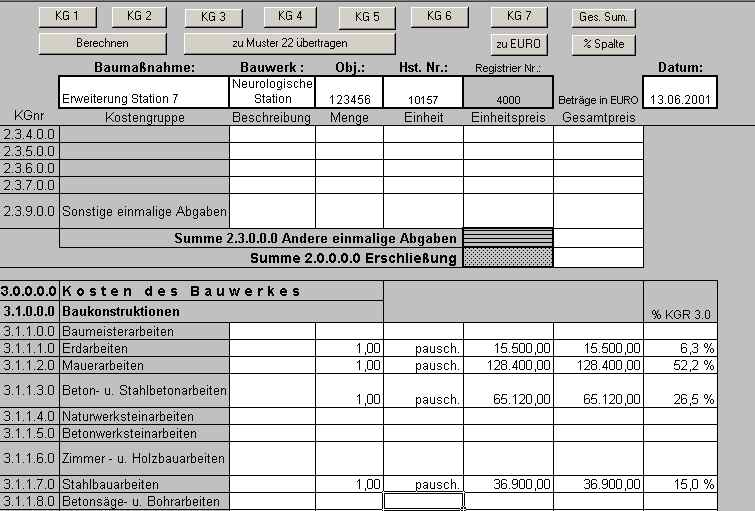 KG 1 KG 2 KG 3 KG 4 KG 5 KG 6 KG 7 Ges. Sum.
Berechnen zu Muster 22 übertragen zu EURO % Spalte
Baumaßnahme: Bauwerk : Obj.: Hst. Nr.: Registrier Nr.: Datum:
Erweiterung Station 7 Neurologische Station 123456 10157 4000 Beträge in EURO 13.06.2001
KGnr Kostengruppe Beschreibung Menge Einheit Einheitspreis Gesamtpreis
2.3.4.0.0
2.3.5.0.0
2.3.6.0.0
2.3.7.0.0
2.3.9.0.0 Sonstige einmalige Abgaben
Summe 2.3.0.0.0 Andere einmalige Abgaben
Summe 2.0.0.0.0 Erschließung
3.0.0.0.0 Kosten des Bauwerkes
3.1.0.0.0 Baukonstruktionen % KGR 3.0
3.1.1.0.0 Baumeisterarbeiten
3.1.1.1.0 Erdarbeiten 1,00 pausch. 15.500,00 15.500,00 6,3 %
3.1.1.2.0 Mauerarbeiten 1,00 pausch. 128.400,00 128.400,00 52,2 %
3.1.1.3.0 Beton- u. Stahlbetonarbeiten 1,00 pausch. 65.120,00 65.120,00 26,5 %
3.1.1.4.0 Naturwerksteinarbeiten
3.1.1.5.0 Betonwerksteinarbeiten
3.1.1.6.0 Zimmer - u. Holzbauarbeiten
3.1.1.7.0 Stahlbauarbeiten 1,00 pausch. 36.900,00 36.900,00 15,0 %
3.1.1.8.0 Betonsäge- u. Bohrarbeiten